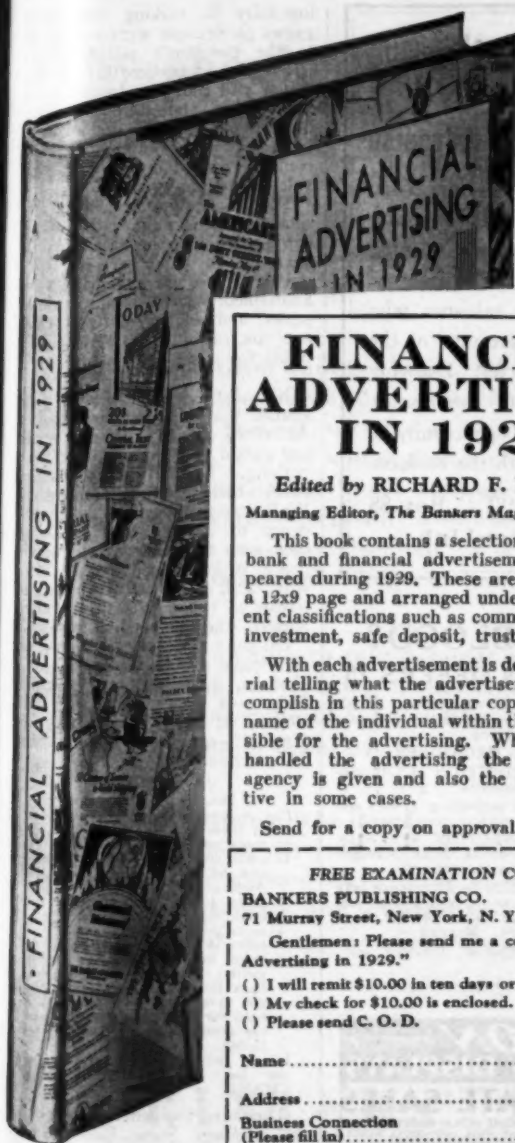 FINANCIAL
ADVERTISING
IN 1929
· FINANCIAL ADVERTISING IN 1929 ·
AMERICAN
TODAY
FINANC
ADVERTI
IN 192
Edited by RICHARD F.
Managing Editor, The Bankers Ma
This book contains a selection
bank and financial advertisem
peared during 1929. These are
a 12x9 page and arranged unde
ent classifications such as comm
investment, safe deposit, trust
With each advertisement is de
rial telling what the advertise
complish in this particular cop
name of the individual within th
sible for the advertising. Wh
handled the advertising the
agency is given and also the
tive in some cases.
Send for a copy on approval
FREE EXAMINATION C
BANKERS PUBLISHING CO.
71 Murray Street, New York, N. Y
Gentlemen: Please send me a co
Advertising in 1929."
( ) I will remit $10.00 in ten days or
( ) My check for $10.00 is enclosed.
( ) Please send C. O. D.
Name
Address
Business Connection
(Please fill in)